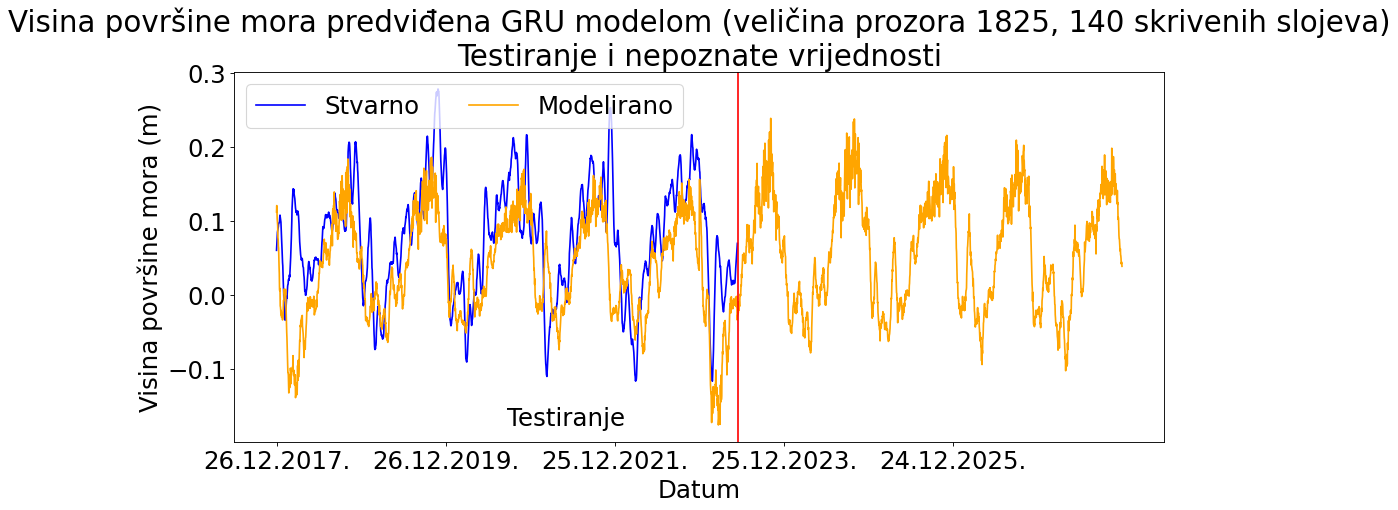 Visina površine mora predviđena GRU modelom (veličina prozora 1825, 140 skrivenih slojeva)
Testiranje i nepoznate vrijednosti
Stvarno
Modelirano
Visina površine mora (m)
0.3
0.2
0.1
0.0
−0.1
Testiranje
26.12.2017.
26.12.2019.
25.12.2021.
25.12.2023.
24.12.2025.
Datum